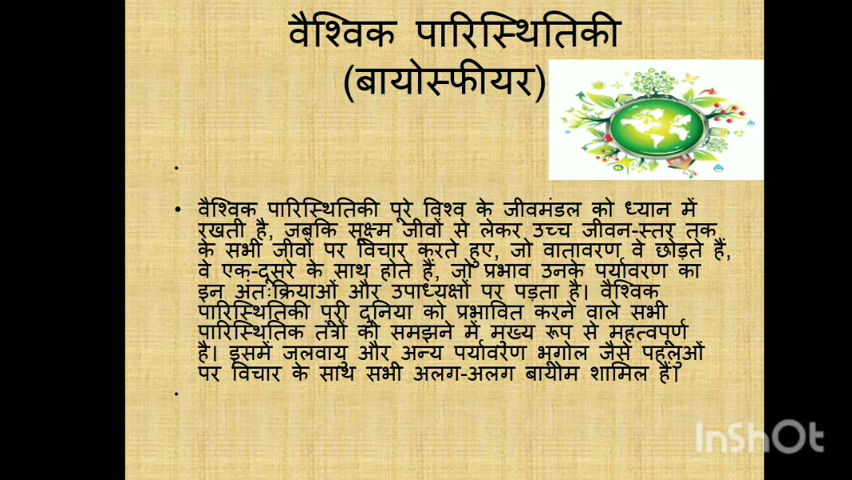 वैश्विक पारिस्थितिकी
(बायोस्फीयर)
•
• वैश्विक पारिस्थितिकी पूरे विश्व के जीवमंडल को ध्यान में
रखती है, जबकि सूक्ष्म जीवों से लेकर उच्च जीवन-स्तर तक
के सभी जीवों पर विचार करते हुए, जो वातावरण वे छोड़ते हैं,
वे एक-दूसरे के साथ होते हैं, जो प्रभाव उनके पर्यावरण का
इन अंतःक्रियाओं और उपाध्यक्षों पर पड़ता है। वैश्विक
पारिस्थितिकी पूरी दुनिया को प्रभावित करने वाले सभी
पारिस्थितिक तंत्रों को समझने में मुख्य रूप से महत्वपूर्ण
है। इसमें जलवायु और अन्य पर्यावरण भूगोल जैसे पहलुओं
पर विचार के साथ सभी अलग-अलग बायोम शामिल हैं।
•
InShOt